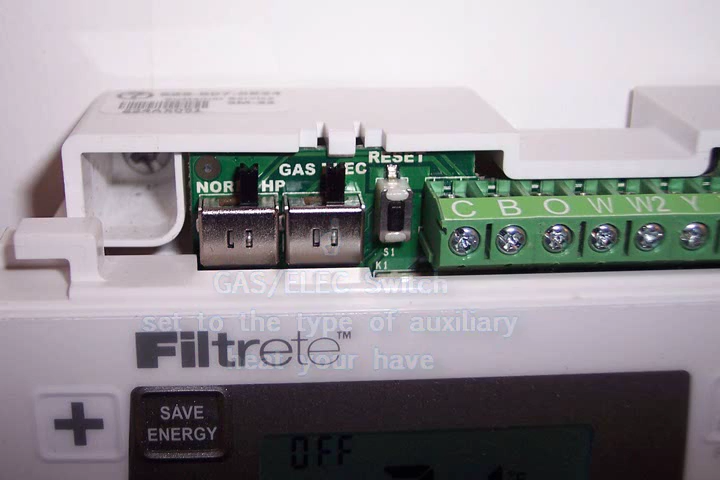 RESET
GAS ELEC
NORM HP
C B O W W2 Y
S1
K1
GAS/ELEC Switch
set to the type of auxiliary
heat your have
Filtrete™
+
SAVE
ENERGY
OFF